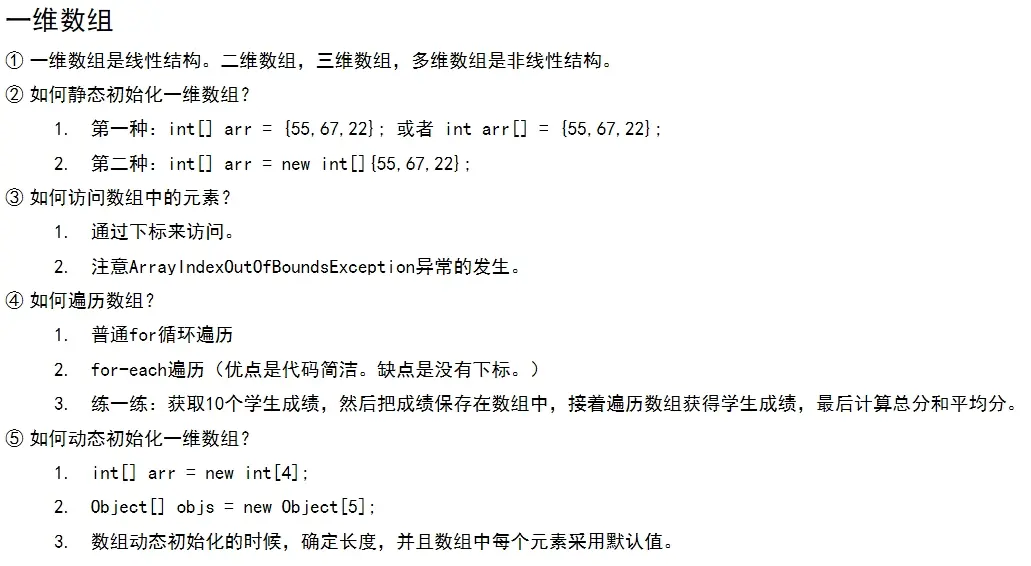 一维数组
① 一维数组是线性结构。二维数组，三维数组，多维数组是非线性结构。
② 如何静态初始化一维数组？
1. 第一种：int[] arr = {55,67,22}; 或者 int arr[] = {55,67,22};
2. 第二种：int[] arr = new int[]{55,67,22};
③ 如何访问数组中的元素？
1. 通过下标来访问。
2. 注意ArrayIndexOutOfBoundsException异常的发生。
④ 如何遍历数组？
1. 普通for循环遍历
2. for-each遍历（优点是代码简洁。缺点是没有下标。）
3. 练一练：获取10个学生成绩，然后把成绩保存在数组中，接着遍历数组获得学生成绩，最后计算总分和平均分。
⑤ 如何动态初始化一维数组？
1. int[] arr = new int[4];
2. Object[] objs = new Object[5];
3. 数组动态初始化的时候，确定长度，并且数组中每个元素采用默认值。